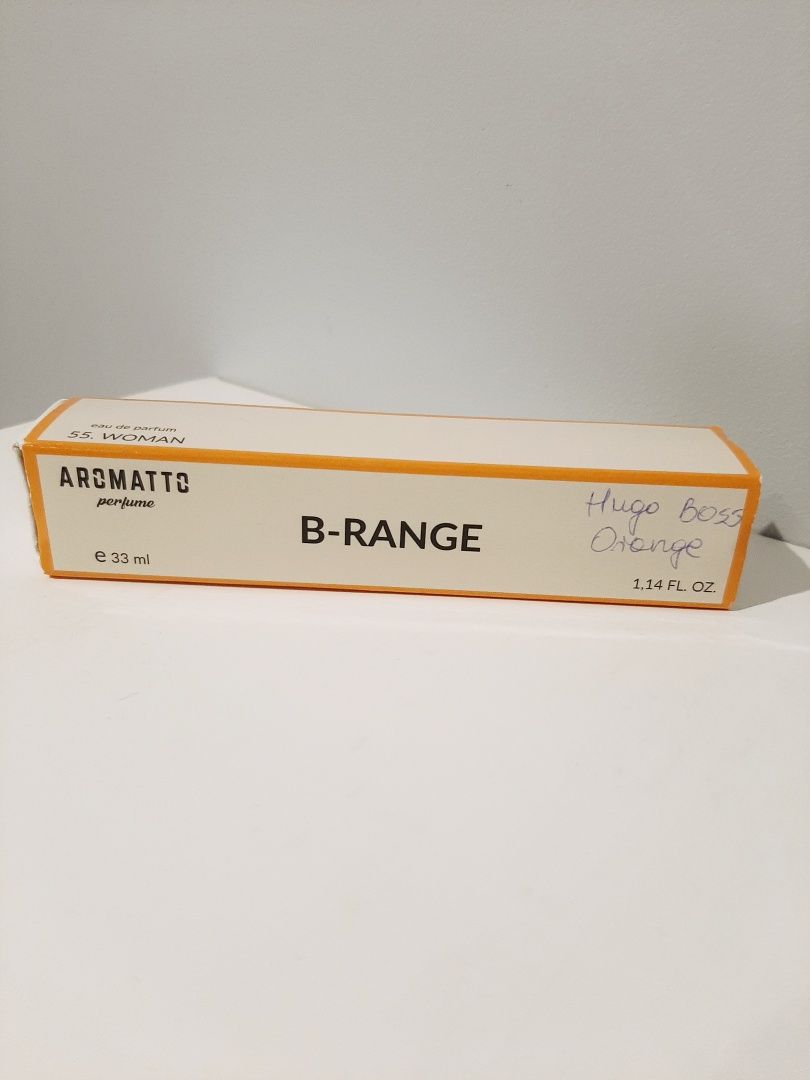 eau de parfum
55. WOMAN
AROMATTO
perfume
B-RANGE
Hugo Boss
Orange
e 33 ml
1,14 FL. OZ.